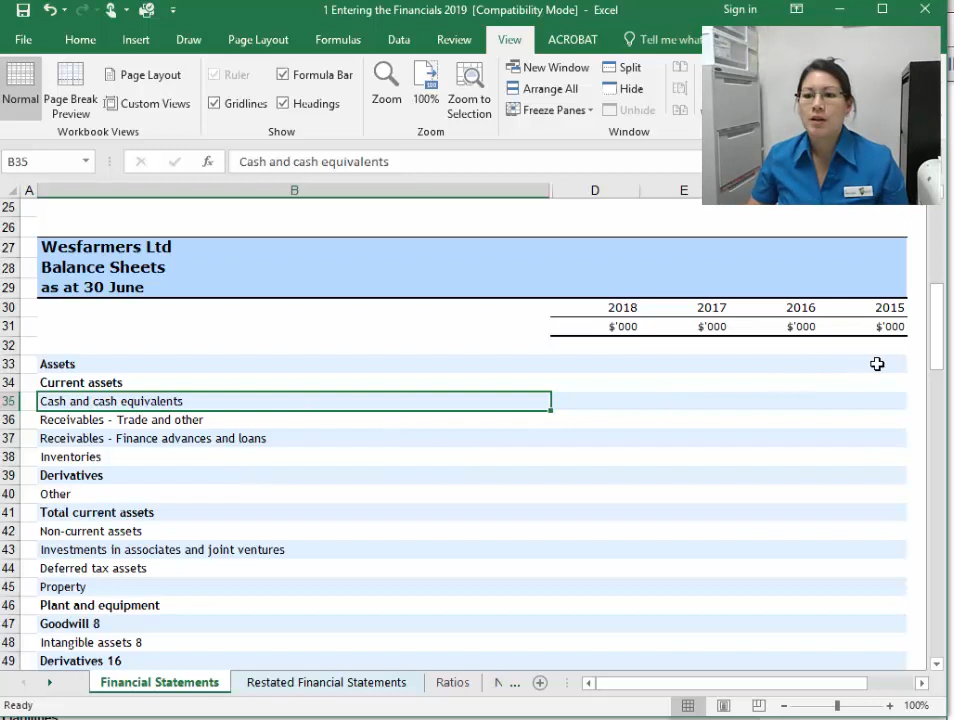 1 Entering the Financials 2019 [Compatibility Mode] - Excel
Sign in
File Home Insert Draw Page Layout Formulas Data Review View ACROBAT Tell me what
Normal
Page Break Preview
Page Layout
Custom Views
Workbook Views
Ruler
Formula Bar
Gridlines
Headings
Show
Zoom
100%
Zoom to Selection
Zoom
New Window
Arrange All
Freeze Panes
Split
Hide
Unhide
Window
B35
fx
Cash and cash equivalents
A B D E
25
26
27 Wesfarmers Ltd
28 Balance Sheets
29 as at 30 June
30 2018 2017 2016 2015
31 $'000 $'000 $'000 $'000
32
33 Assets
34 Current assets
35 Cash and cash equivalents
36 Receivables - Trade and other
37 Receivables - Finance advances and loans
38 Inventories
39 Derivatives
40 Other
41 Total current assets
42 Non-current assets
43 Investments in associates and joint ventures
44 Deferred tax assets
45 Property
46 Plant and equipment
47 Goodwill 8
48 Intangible assets 8
49 Derivatives 16
Financial Statements Restated Financial Statements Ratios ...
Ready
100%